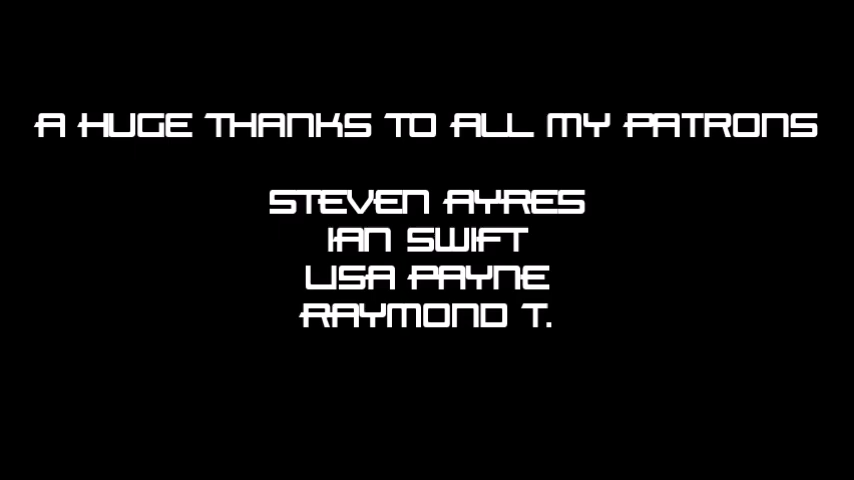 A HUGE THANKS TO ALL MY PATRONS
STEVEN AYRES
IAN SWIFT
LISA PAYNE
RAYMOND T.